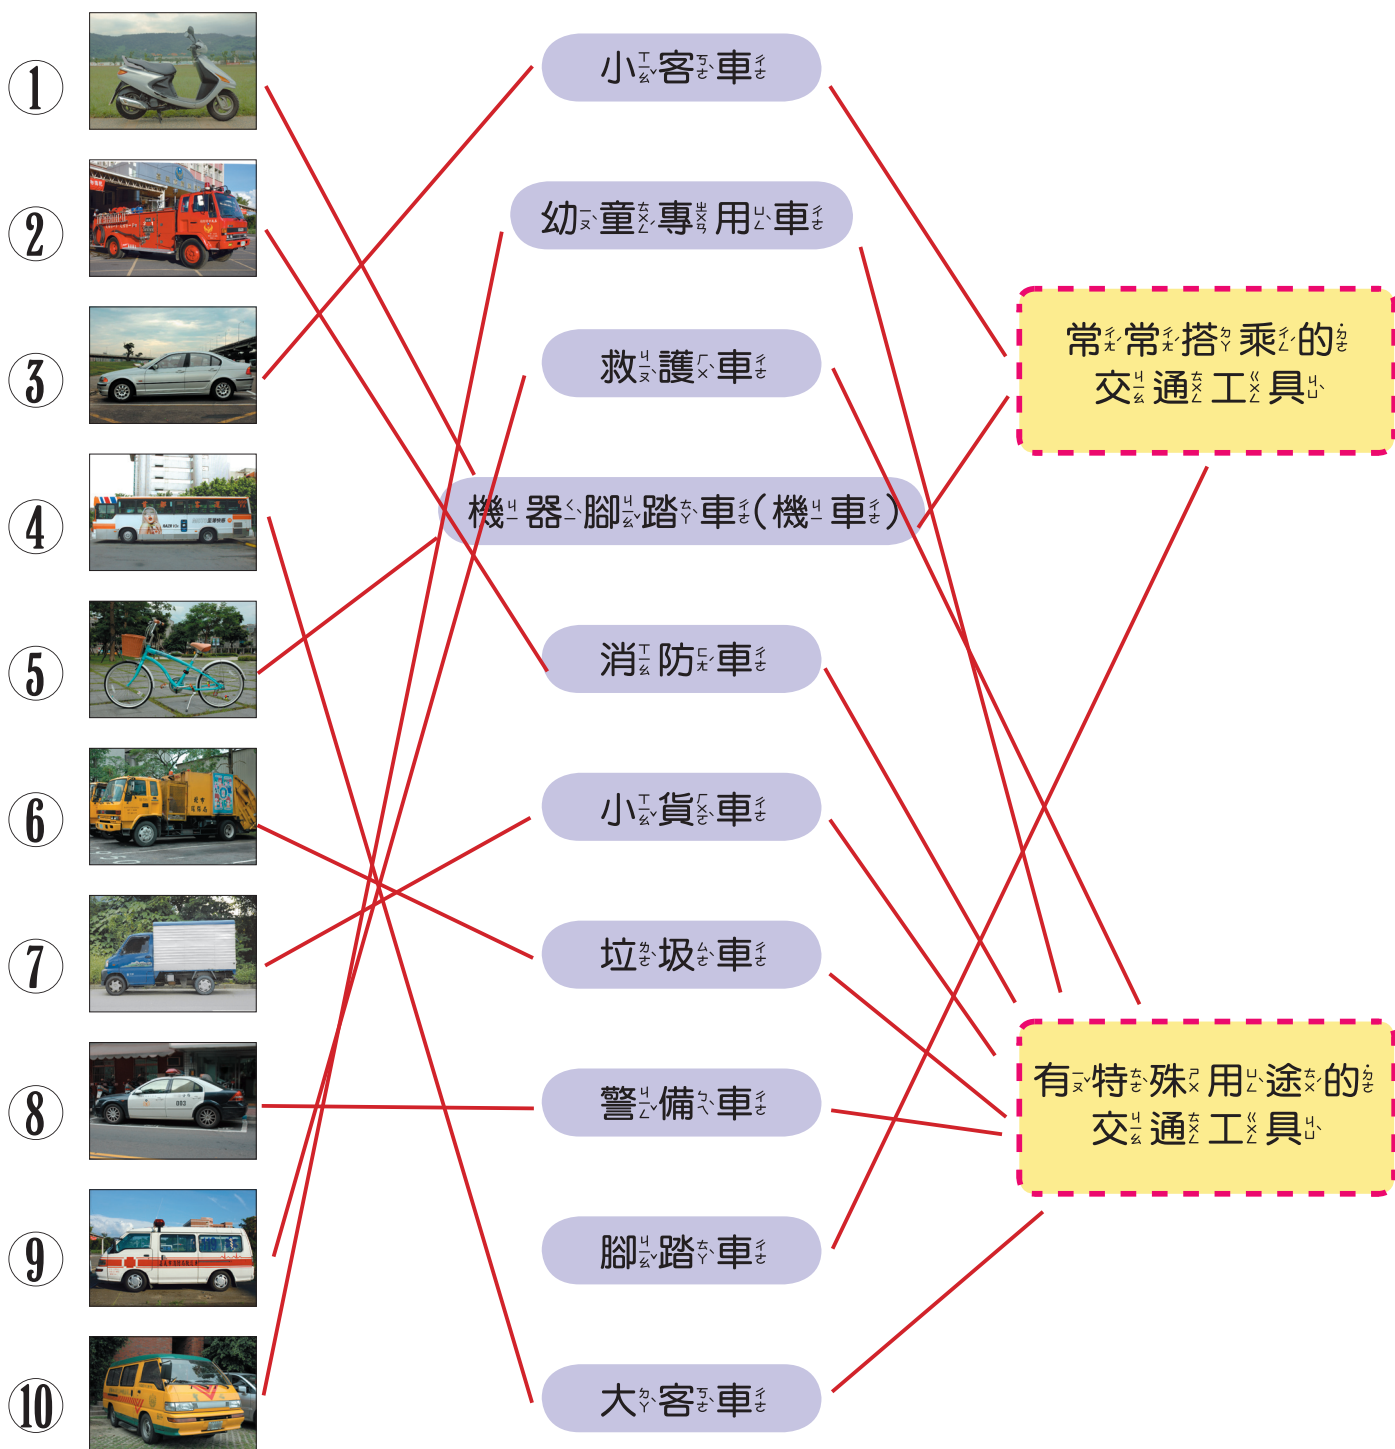 1
2
3
4
5
6
7
8
9
10
小客車
幼童專用車
救護車
機器腳踏車(機車)
消防車
小貨車
垃圾車
警備車
腳踏車
大客車
常常搭乘的
交通工具
有特殊用途的
交通工具